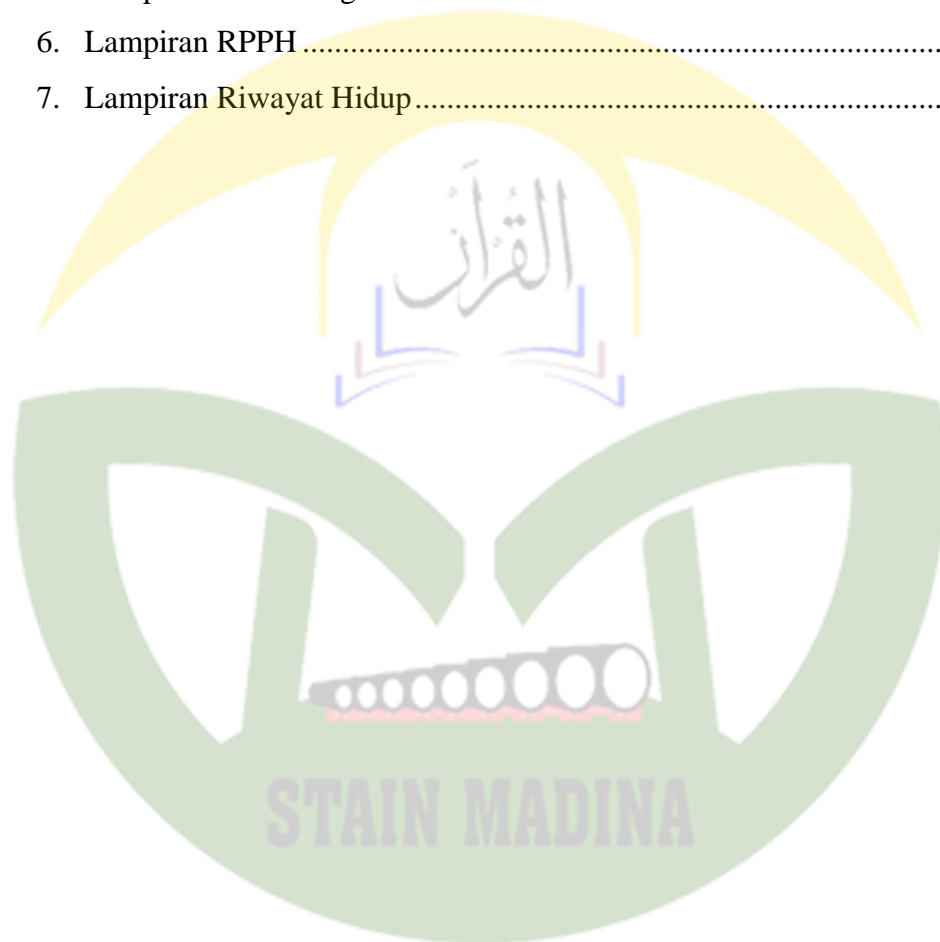 6. Lampiran RPPH ................................................................................
7. Lampiran Riwayat Hidup..................................................................
القرآن
STAIN MADINA